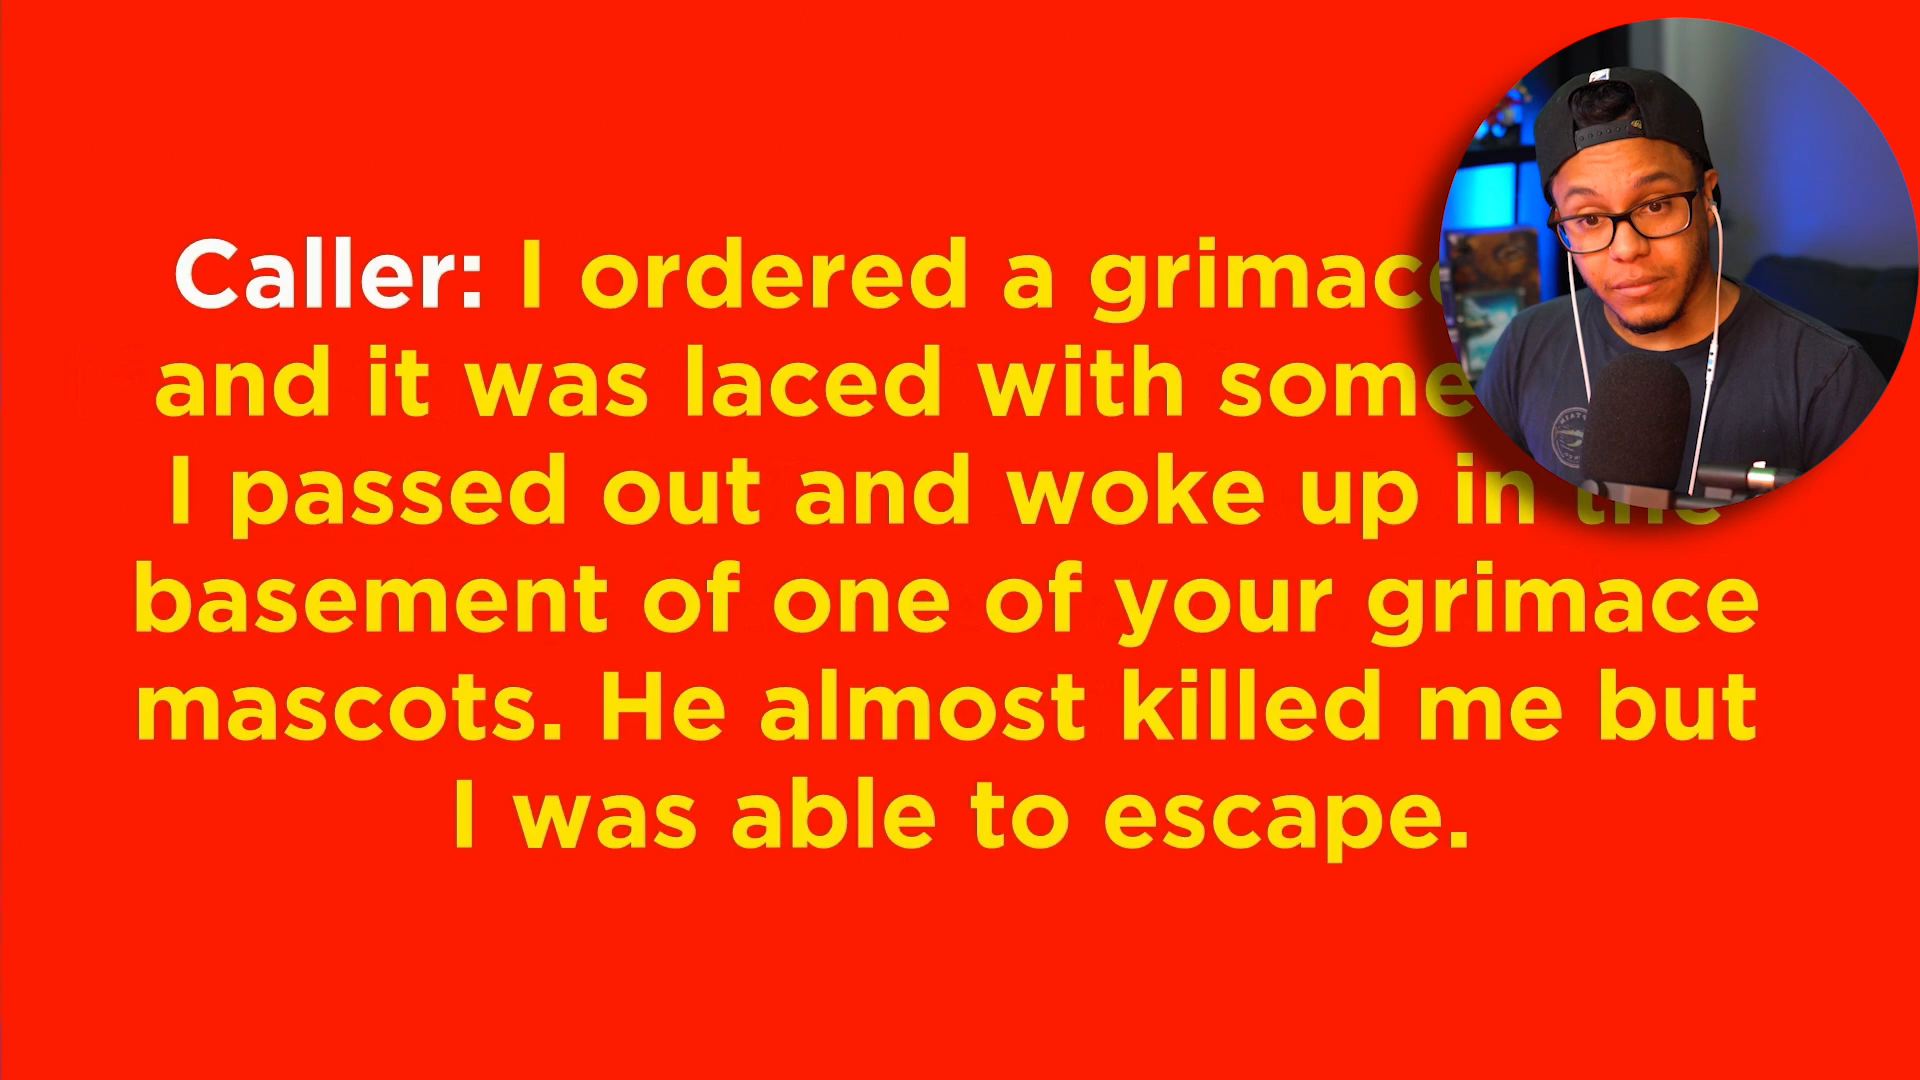 Caller: I ordered a grimace
and it was laced with some
I passed out and woke up in the
basement of one of your grimace
mascots. He almost killed me but
I was able to escape.